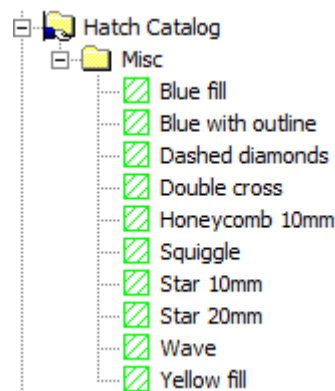 Hatch Catalog
Misc
Blue fill
Blue with outline
Dashed diamonds
Double cross
Honeycomb 10mm
Squiggle
Star 10mm
Star 20mm
Wave
Yellow fill